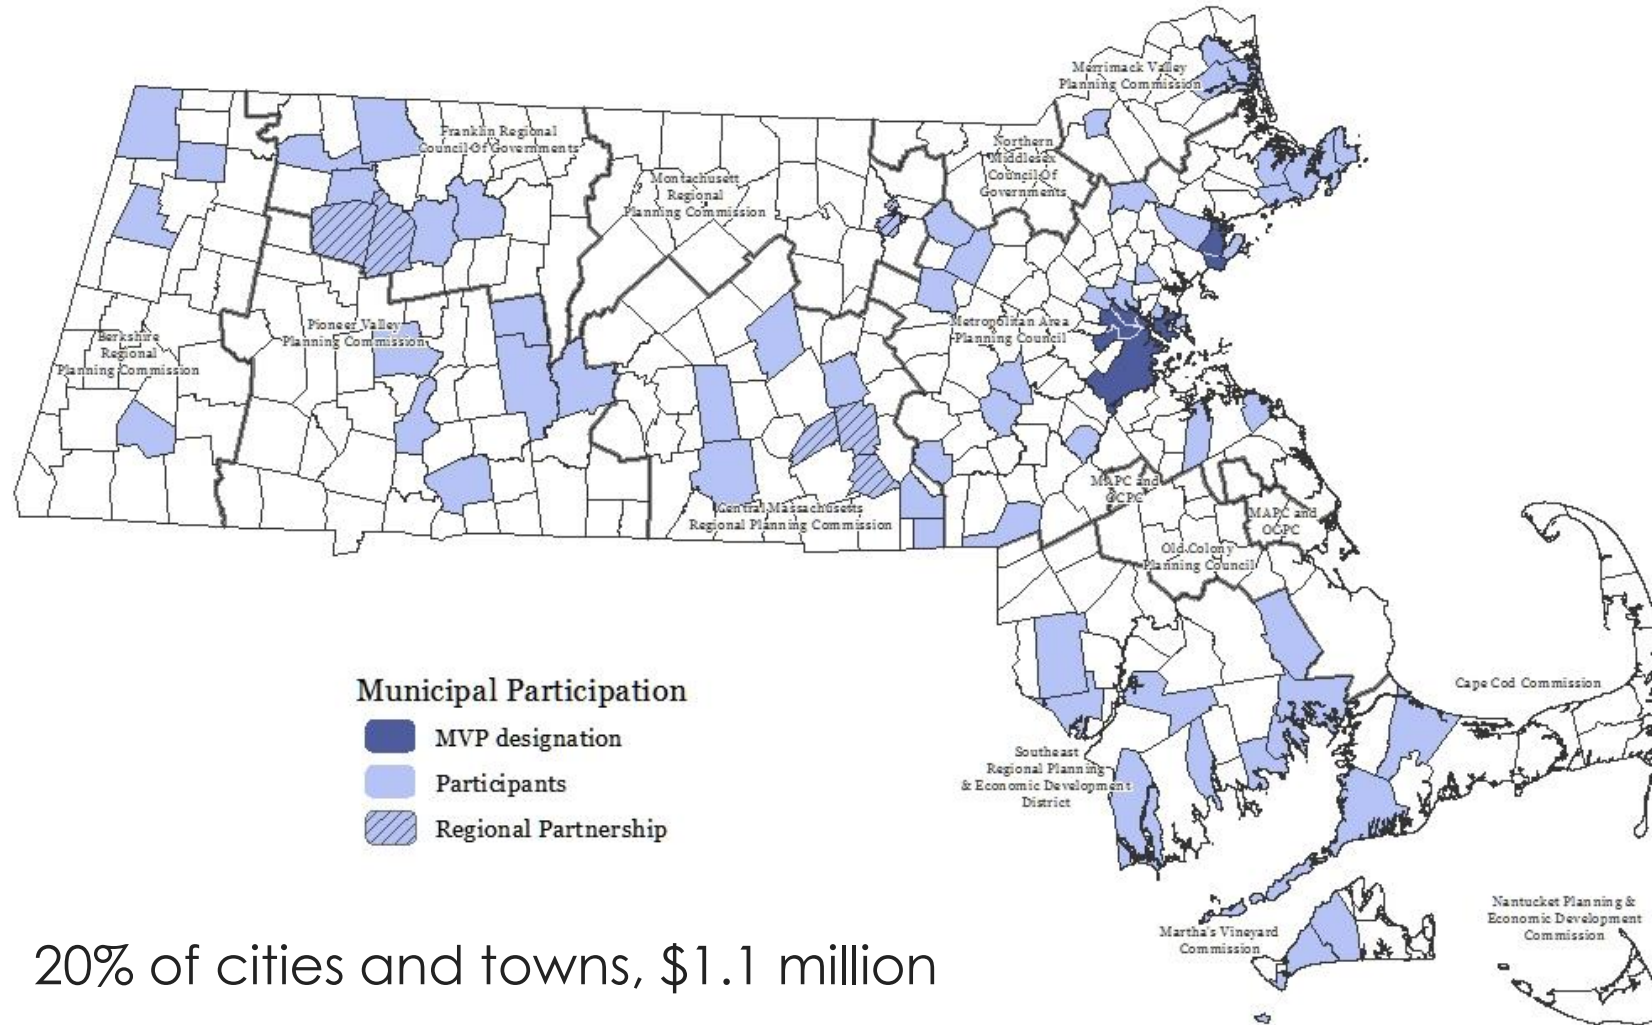 Merrimack Valley
Planning Commission
Franklin Regional
Council Of Governments
Northern
Middlesex
Council Of
Governments
Montachusett
Regional
Planning Commission
Metropolitan Area
Planning Council
Pioneer Valley
Planning Commission
Berkshire
Regional
Planning Commission
MAPC and
OCPC
MAPC and
OCPC
Central Massachusetts
Regional Planning Commission
Old Colony
Planning Council
Municipal Participation
MVP designation
Participants
Regional Partnership
Cape Cod Commission
Southeast
Regional Planning
& Economic Development
District
Martha's Vineyard
Commission
Nantucket Planning &
Economic Development
Commission
20% of cities and towns, $1.1 million